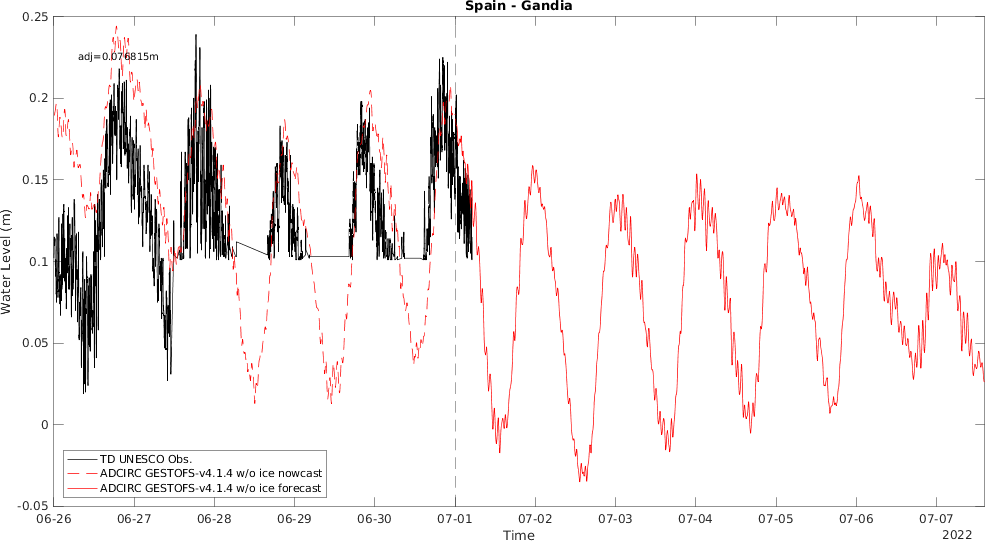 Spain - Gandia
adj=0.076815m
0.25
0.2
0.15
0.1
0.05
0
-0.05
Water Level (m)
TD UNESCO Obs.
ADCIRC GESTOFS-v4.1.4 w/o ice nowcast
ADCIRC GESTOFS-v4.1.4 w/o ice forecast
06-26 06-27 06-28 06-29 06-30 07-01 07-02 07-03 07-04 07-05 07-06 07-07
Time
2022